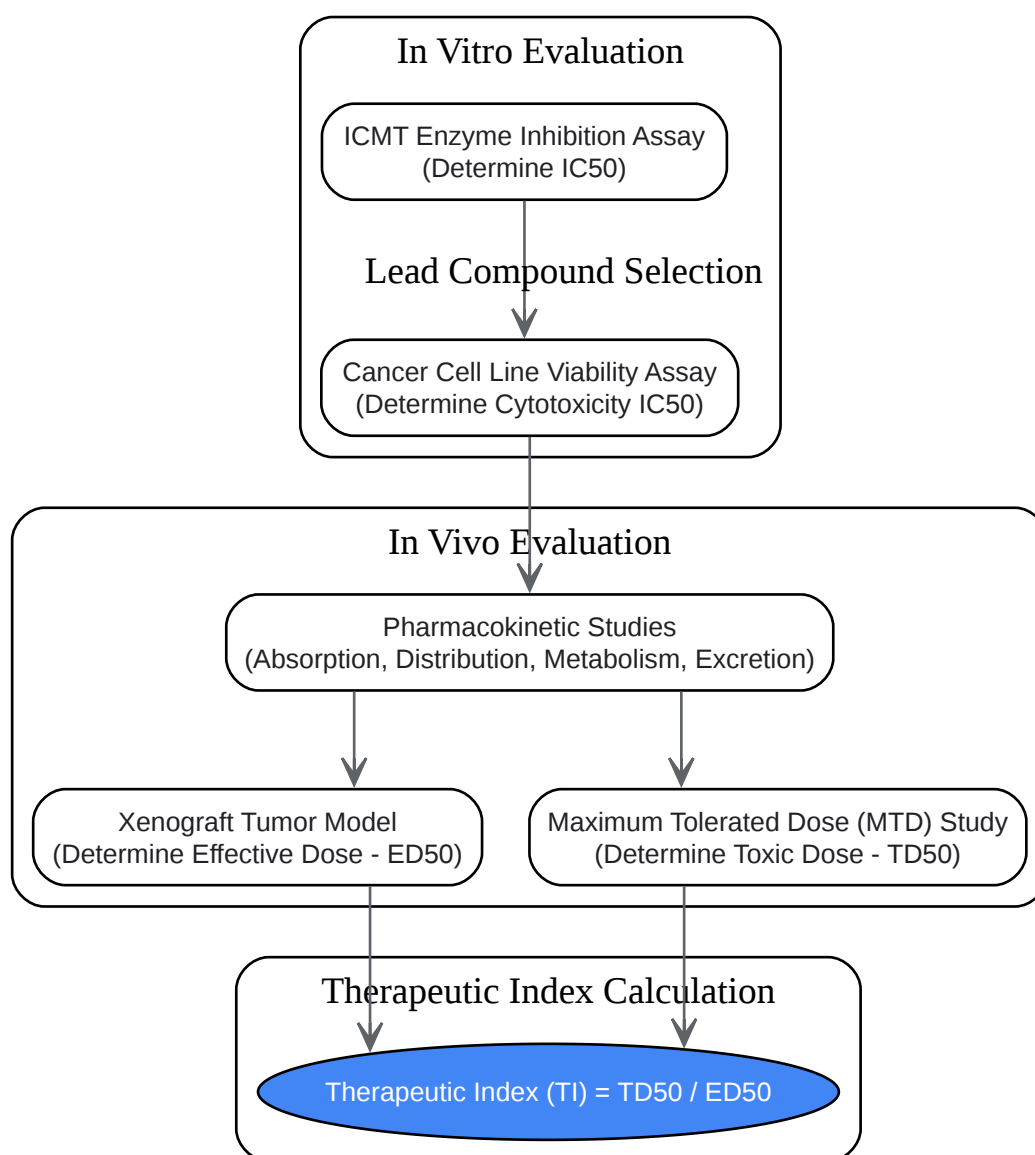 In Vitro Evaluation
ICMT Enzyme Inhibition Assay
(Determine IC50)
Lead Compound Selection
Cancer Cell Line Viability Assay
(Determine Cytotoxicity IC50)
In Vivo Evaluation
Pharmacokinetic Studies
(Absorption, Distribution, Metabolism, Excretion)
Xenograft Tumor Model
(Determine Effective Dose - ED50)
Maximum Tolerated Dose (MTD) Study
(Determine Toxic Dose - TD50)
Therapeutic Index Calculation
Therapeutic Index (TI) = TD50 / ED50